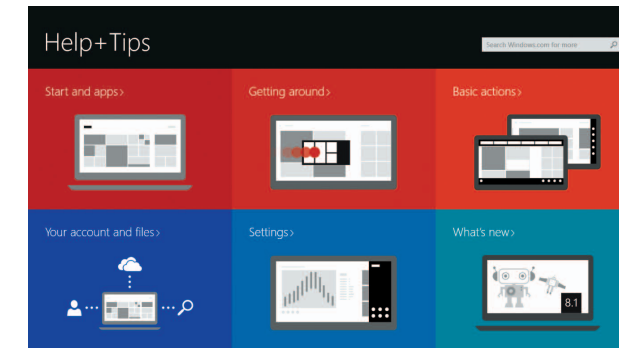 Help+Tips
Search Windows.com for more
Start and apps>
Getting around>
Basic actions>
Your account and files>
Settings>
What's new>
8.1